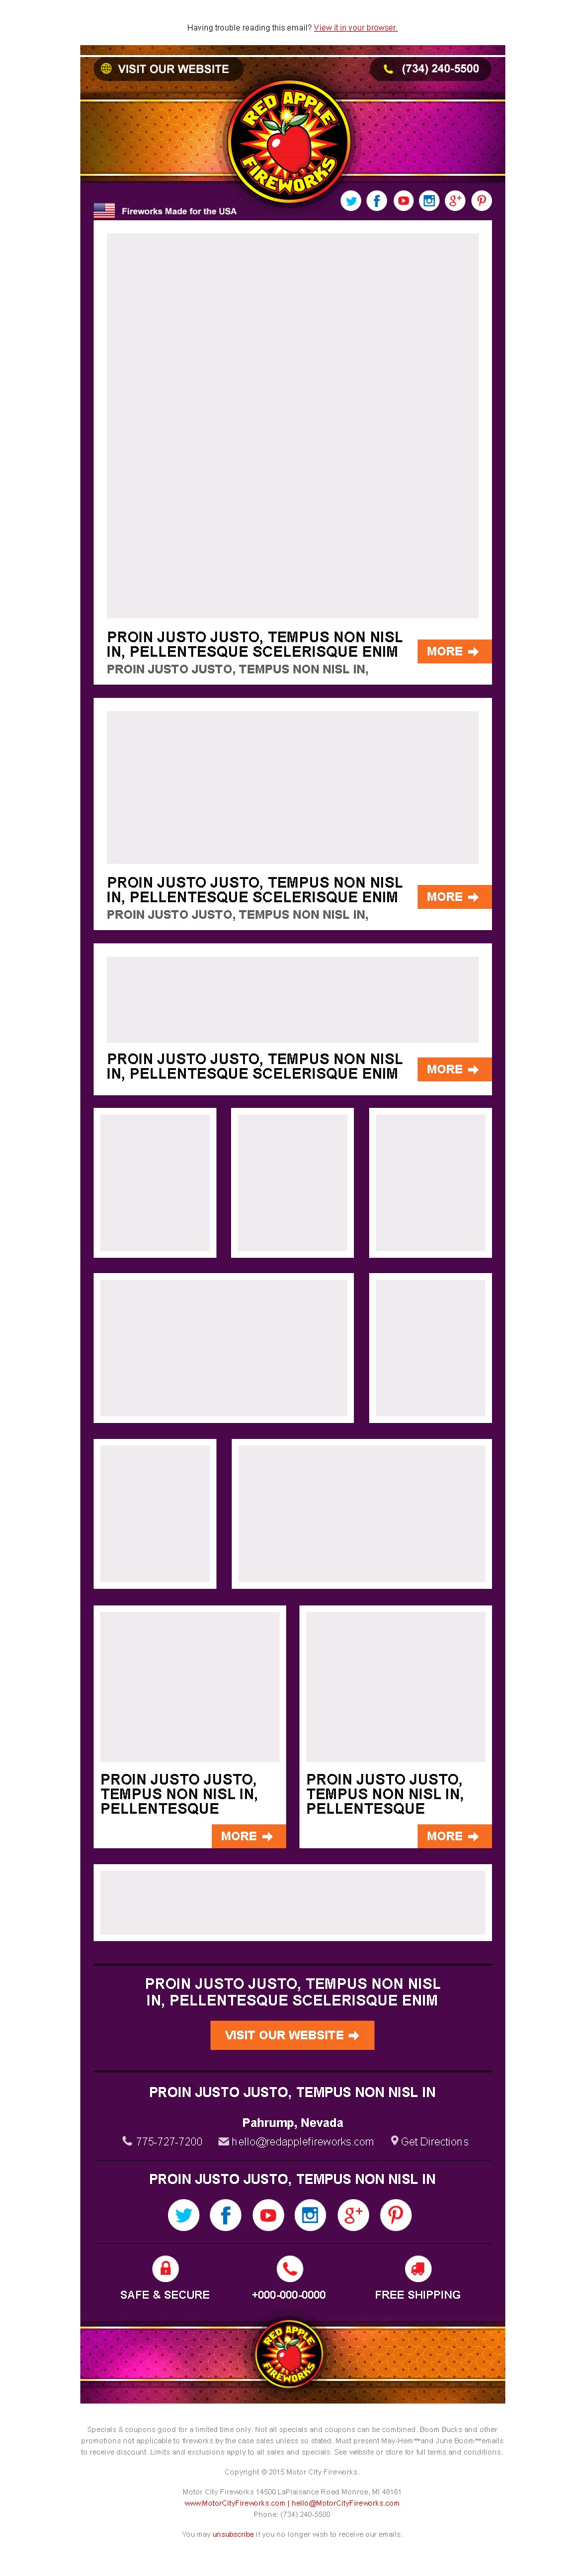 Having trouble reading this email? View it in your browser.
VISIT OUR WEBSITE
(734) 240-5500
RED APPLE
FIREWORKS
Fireworks Made for the USA
PROIN JUSTO JUSTO, TEMPUS NON NISL
IN, PELLENTESQUE SCELERISQUE ENIM
PROIN JUSTO JUSTO, TEMPUS NON NISL IN,
MORE
PROIN JUSTO JUSTO, TEMPUS NON NISL
IN, PELLENTESQUE SCELERISQUE ENIM
PROIN JUSTO JUSTO, TEMPUS NON NISL IN,
MORE
PROIN JUSTO JUSTO, TEMPUS NON NISL
IN, PELLENTESQUE SCELERISQUE ENIM
MORE
PROIN JUSTO JUSTO,
TEMPUS NON NISL IN,
PELLENTESQUE
MORE
PROIN JUSTO JUSTO,
TEMPUS NON NISL IN,
PELLENTESQUE
MORE
PROIN JUSTO JUSTO, TEMPUS NON NISL
IN, PELLENTESQUE SCELERISQUE ENIM
VISIT OUR WEBSITE
PROIN JUSTO JUSTO, TEMPUS NON NISL IN
Pahrump, Nevada
775-727-7200 hello@redapplefireworks.com Get Directions
PROIN JUSTO JUSTO, TEMPUS NON NISL IN
SAFE & SECURE
+000-000-0000
FREE SHIPPING
RED APPLE
FIREWORKS
Specials & coupons good for a limited time only. Not all specials and coupons can be combined. Boom Bucks and other
promotions not applicable to fireworks by the case sales unless so stated. Must present May-Hem™and June Boom™emails
to receive discount. Limits and exclusions apply to all sales and specials. See website or store for full terms and conditions.
Copyright © 2015 Motor City Fireworks.
Motor City Fireworks 14500 LaPlaisance Road Monroe, MI 48161
www.MotorCityFireworks.com | hello@MotorCityFireworks.com
Phone: (734) 240-5500
You may unsubscribe if you no longer wish to receive our emails.